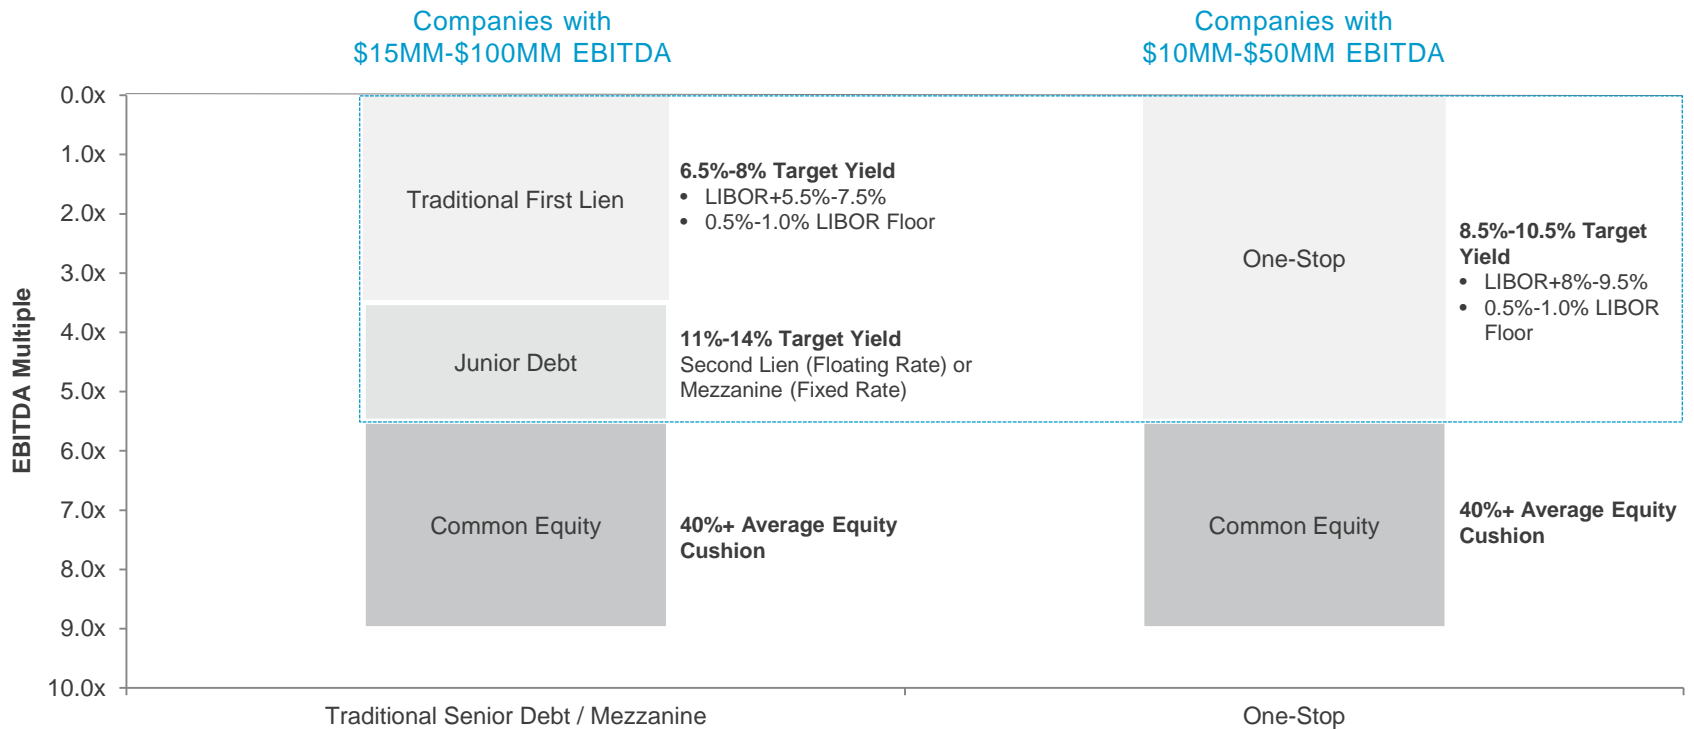 Companies with
$15MM-$100MM EBITDA
Companies with
$10MM-$50MM EBITDA
EBITDA Multiple
0.0x
1.0x
2.0x
3.0x
4.0x
5.0x
6.0x
7.0x
8.0x
9.0x
10.0x
Traditional First Lien
6.5%-8% Target Yield
• LIBOR+5.5%-7.5%
• 0.5%-1.0% LIBOR Floor
Junior Debt
11%-14% Target Yield
Second Lien (Floating Rate) or
Mezzanine (Fixed Rate)
Common Equity
40%+ Average Equity
Cushion
One-Stop
8.5%-10.5% Target
Yield
• LIBOR+8%-9.5%
• 0.5%-1.0% LIBOR
Floor
Common Equity
40%+ Average Equity
Cushion
Traditional Senior Debt / Mezzanine
One-Stop